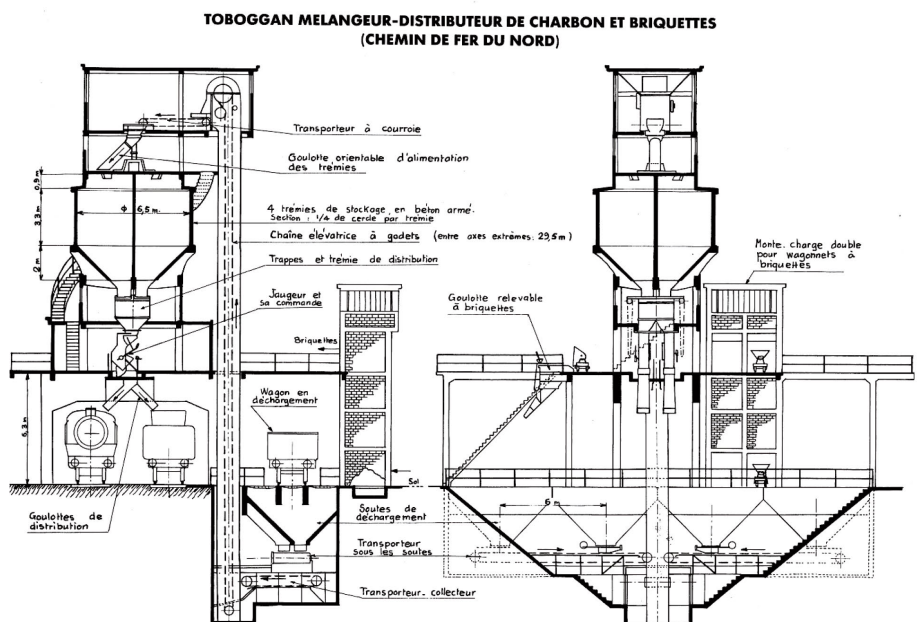 TOBOGGAN MELANGEUR-DISTRIBUTEUR DE CHARBON ET BRIQUETTES
(CHEMIN DE FER DU NORD)
Transporteur à courroie
Goulotte orientable d'alimentation
des trémies
0,9 m
3,3 m
2 m
Φ 6,5 m.
4 trémies de stockage en béton armé.
Section : 1/4 de cercle par trémie
Chaîne élévatrice à godets (entre axes extrêmes: 29,5 m)
Trappes et trémie de distribution
Jaugeur et
sa commande
Briquettes
Goulotte relevable
à briquettes
Monte-charge double
pour wagonnets à
briquettes
Wagon en
déchargement
6,3 m
Sol
6 m
Goulottes de
distribution
Soutes de
déchargement
Transporteur
sous les soutes
Transporteur-collecteur